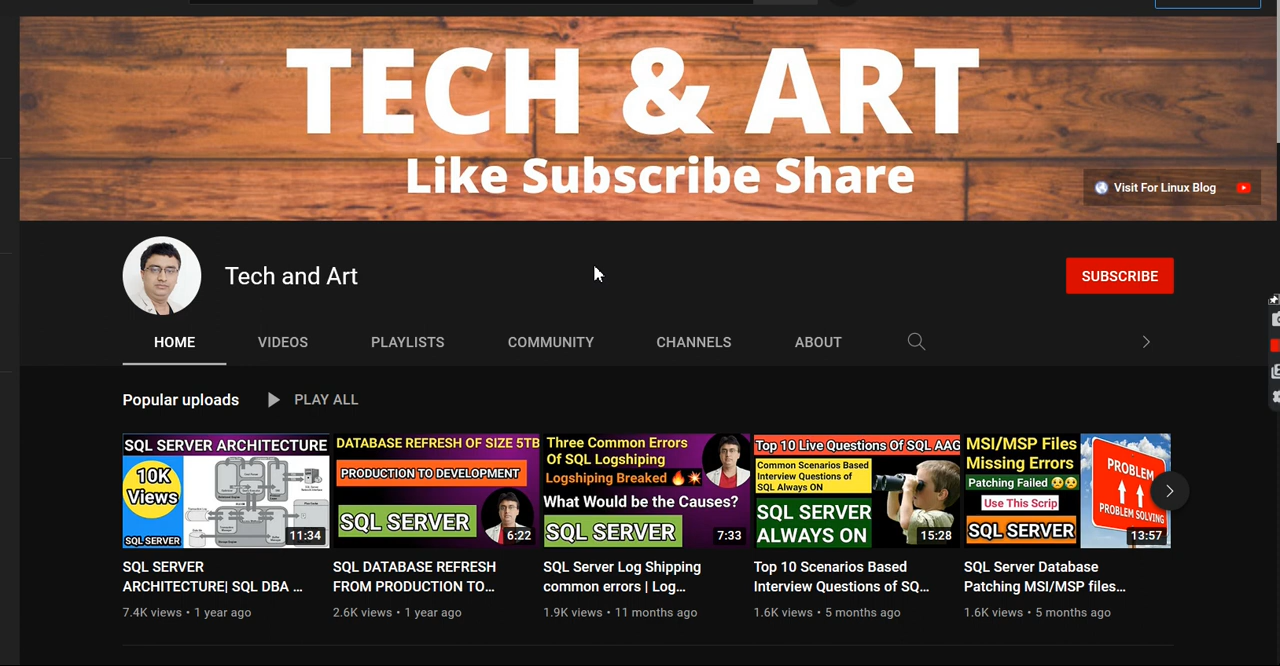 TECH & ART
Like Subscribe Share
Visit For Linux Blog
Tech and Art
SUBSCRIBE
HOME VIDEOS PLAYLISTS COMMUNITY CHANNELS ABOUT
Popular uploads PLAY ALL
SQL SERVER ARCHITECTURE
10K
Views
SQL SERVER
11:34
DATABASE REFRESH OF SIZE 5TB
PRODUCTION TO DEVELOPMENT
SQL SERVER
6:22
Three Common Errors
Of SQL Logshiping
Logshiping Breaked 🔥💥
What Would be the Causes?
SQL SERVER
7:33
Top 10 Live Questions Of SQL AAG
Common Scenarios Based
Interview Questions of
SQL Always ON
SQL SERVER
ALWAYS ON
15:28
MSI/MSP Files
Missing Errors
Patching Failed 😢😢
Use This Scrip
SQL SERVER
PROBLEM
PROBLEM SOLVING
13:57
SQL SERVER
ARCHITECTURE| SQL DBA ...
7.4K views • 1 year ago
SQL DATABASE REFRESH
FROM PRODUCTION TO...
2.6K views • 1 year ago
SQL Server Log Shipping
common errors | Log...
1.9K views • 11 months ago
Top 10 Scenarios Based
Interview Questions of SQ...
1.6K views • 5 months ago
SQL Server Database
Patching MSI/MSP files...
1.6K views • 5 months ago